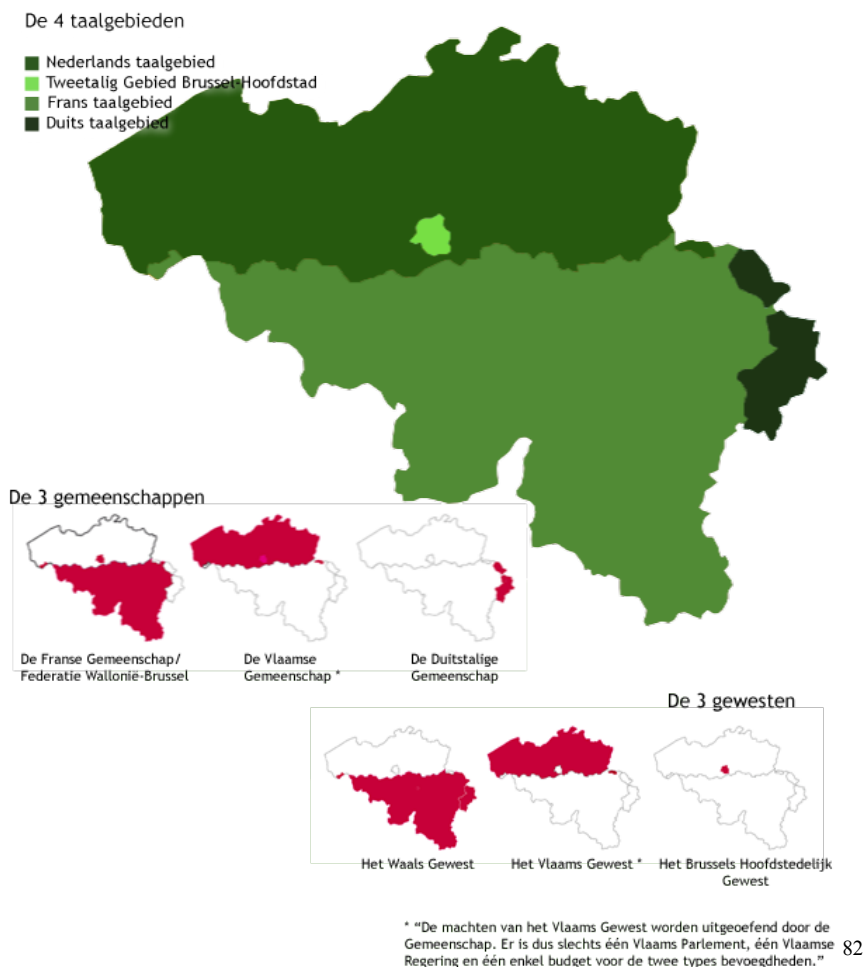 De 4 taalgebieden
Nederlands taalgebied
Tweetalig Gebied Brussel-Hoofdstad
Frans taalgebied
Duits taalgebied
De 3 gemeenschappen
De Franse Gemeenschap/
Federatie Wallonië-Brussel
De Vlaamse
Gemeenschap *
De Duitstalige
Gemeenschap
De 3 gewesten
Het Waals Gewest
Het Vlaams Gewest *
Het Brussels Hoofdstedelijk
Gewest
* “De machten van het Vlaams Gewest worden uitgeoefend door de
Gemeenschap. Er is dus slechts één Vlaams Parlement, één Vlaamse
Regering en één enkel budget voor de twee types bevoegdheden.”
82